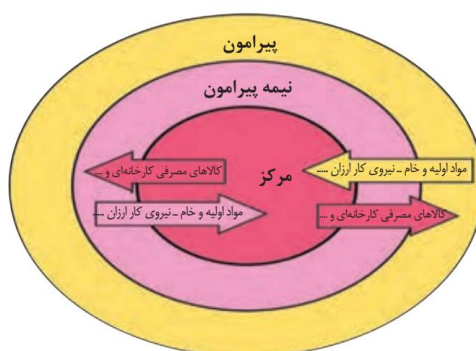 پیرامون
نیمه پیرامون
مواد اولیه و خام ـ نیروی کار ارزان .....
کالاهای مصرفی کارخانه‌ای و ....
مرکز
کالاهای مصرفی کارخانه‌ای و ....
مواد اولیه و خام ـ نیروی کار ارزان ....